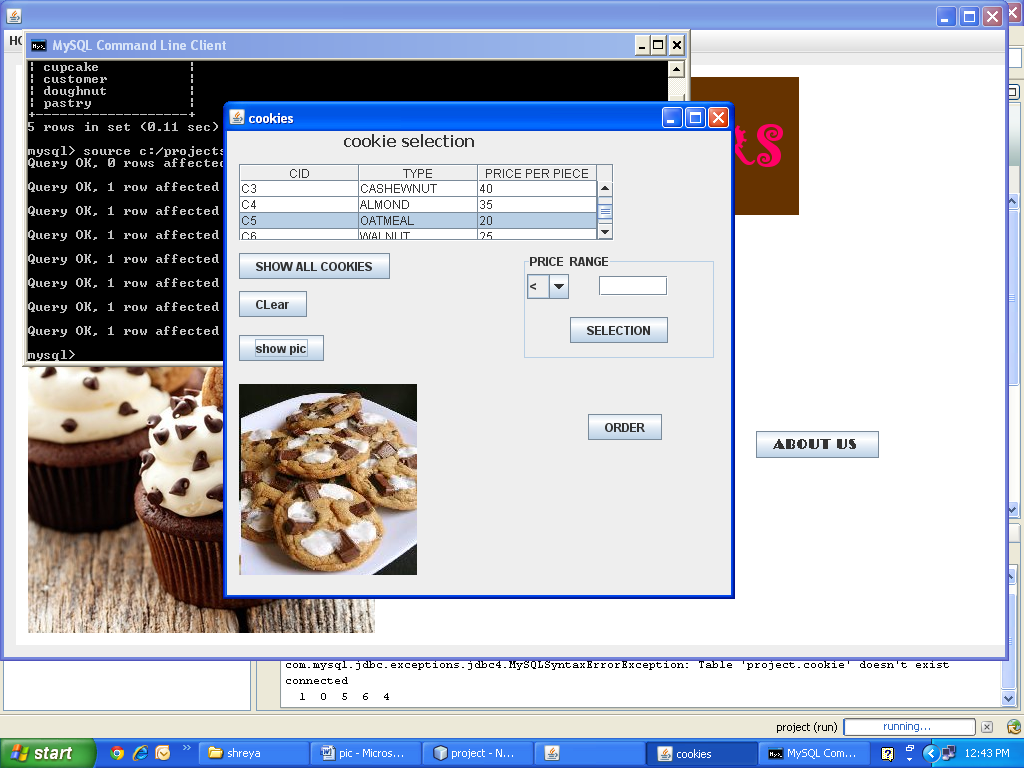 HO
MySQL Command Line Client
| cupcake |
| customer |
| doughnut |
| pastry |
+--------------------+
5 rows in set (0.11 sec)
mysql> source c:/projects
Query OK, 0 rows affected
Query OK, 1 row affected
Query OK, 1 row affected
Query OK, 1 row affected
Query OK, 1 row affected
Query OK, 1 row affected
Query OK, 1 row affected
Query OK, 1 row affected
mysql>
cookies
cookie selection
CID TYPE PRICE PER PIECE
C3 CASHEWNUT 40
C4 ALMOND 35
C5 OATMEAL 20
C6 WALNUT 25
SHOW ALL COOKIES
CLear
show pic
PRICE RANGE
<
SELECTION
ORDER
ABOUT US
com.mysql.jdbc.exceptions.jdbc4.MySQLSyntaxErrorException: Table 'project.cookie' doesn't exist
connected
1 0 5 6 4
project (run) running...
start shreya pic - Micros... project - N... cookies MySQL Com... 12:43 PM